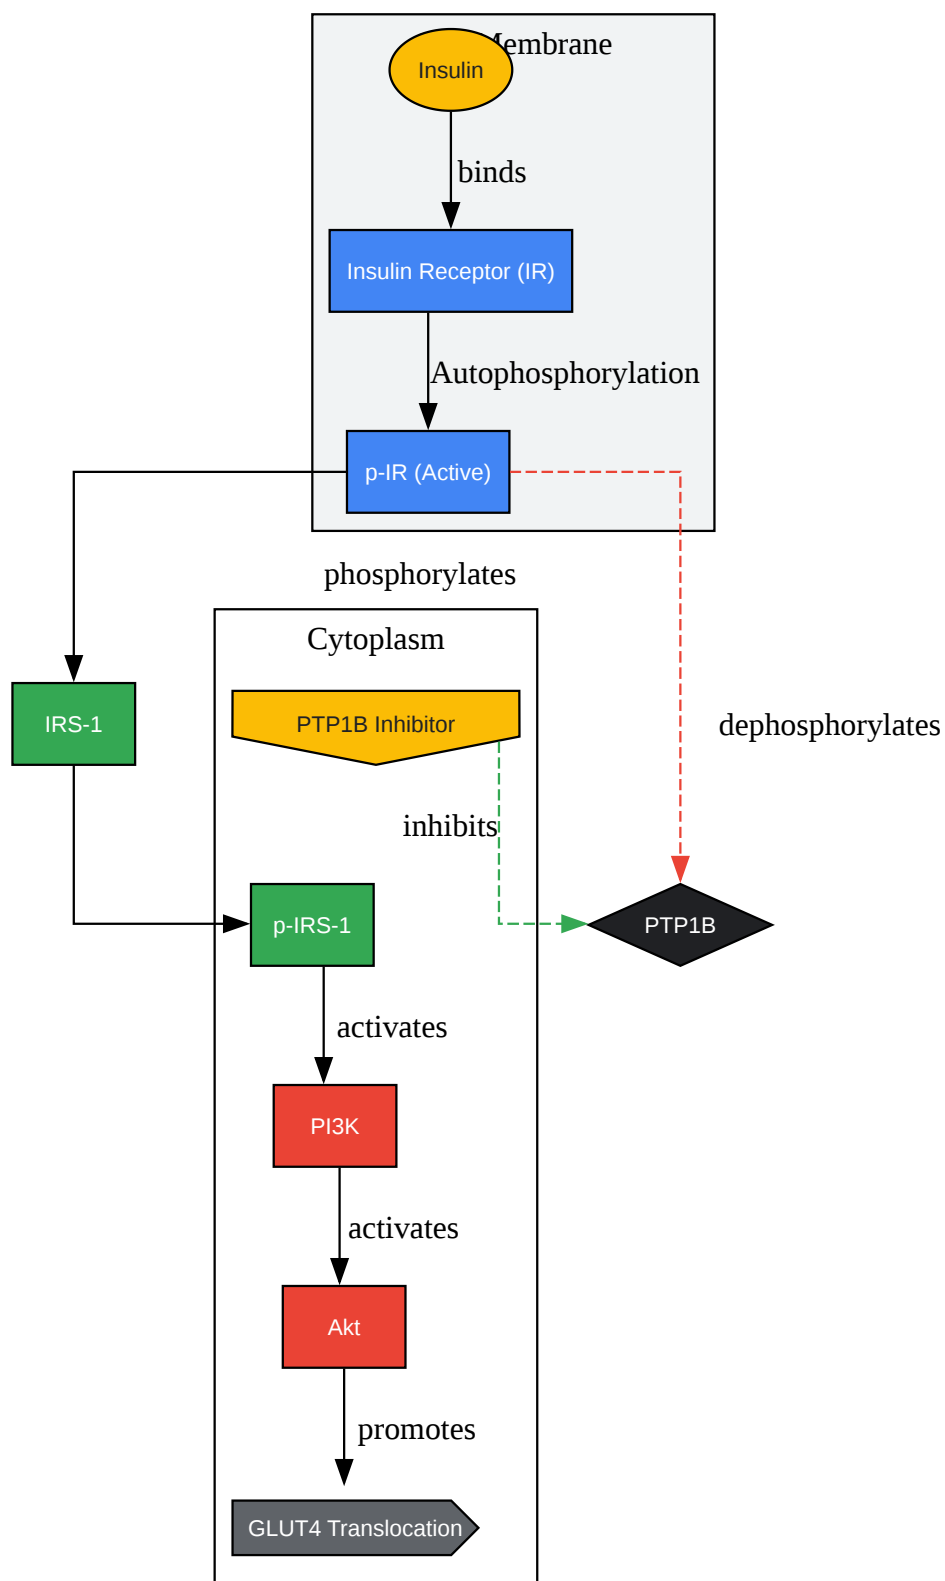 Insulin
binds
Insulin Receptor (IR)
Autophosphorylation
p-IR (Active)
phosphorylates
Cytoplasm
IRS-1
PTP1B Inhibitor
dephosphorylates
inhibits
p-IRS-1
PTP1B
activates
PI3K
activates
Akt
promotes
GLUT4 Translocation